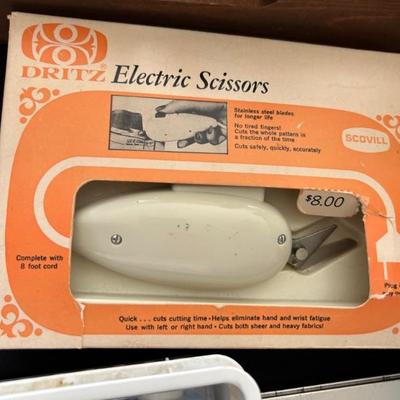 DRITZ® Electric Scissors
Stainless steel blades
for longer life
No tired fingers!
Cuts the whole pattern in
a fraction of the time
Cuts safely, quickly, accurately
SCOVILL
$8.00
Complete with
8 foot cord
Plug
Quick . . . cuts cutting time • Helps eliminate hand and wrist fatigue
Use with left or right hand • Cuts both sheer and heavy fabrics!